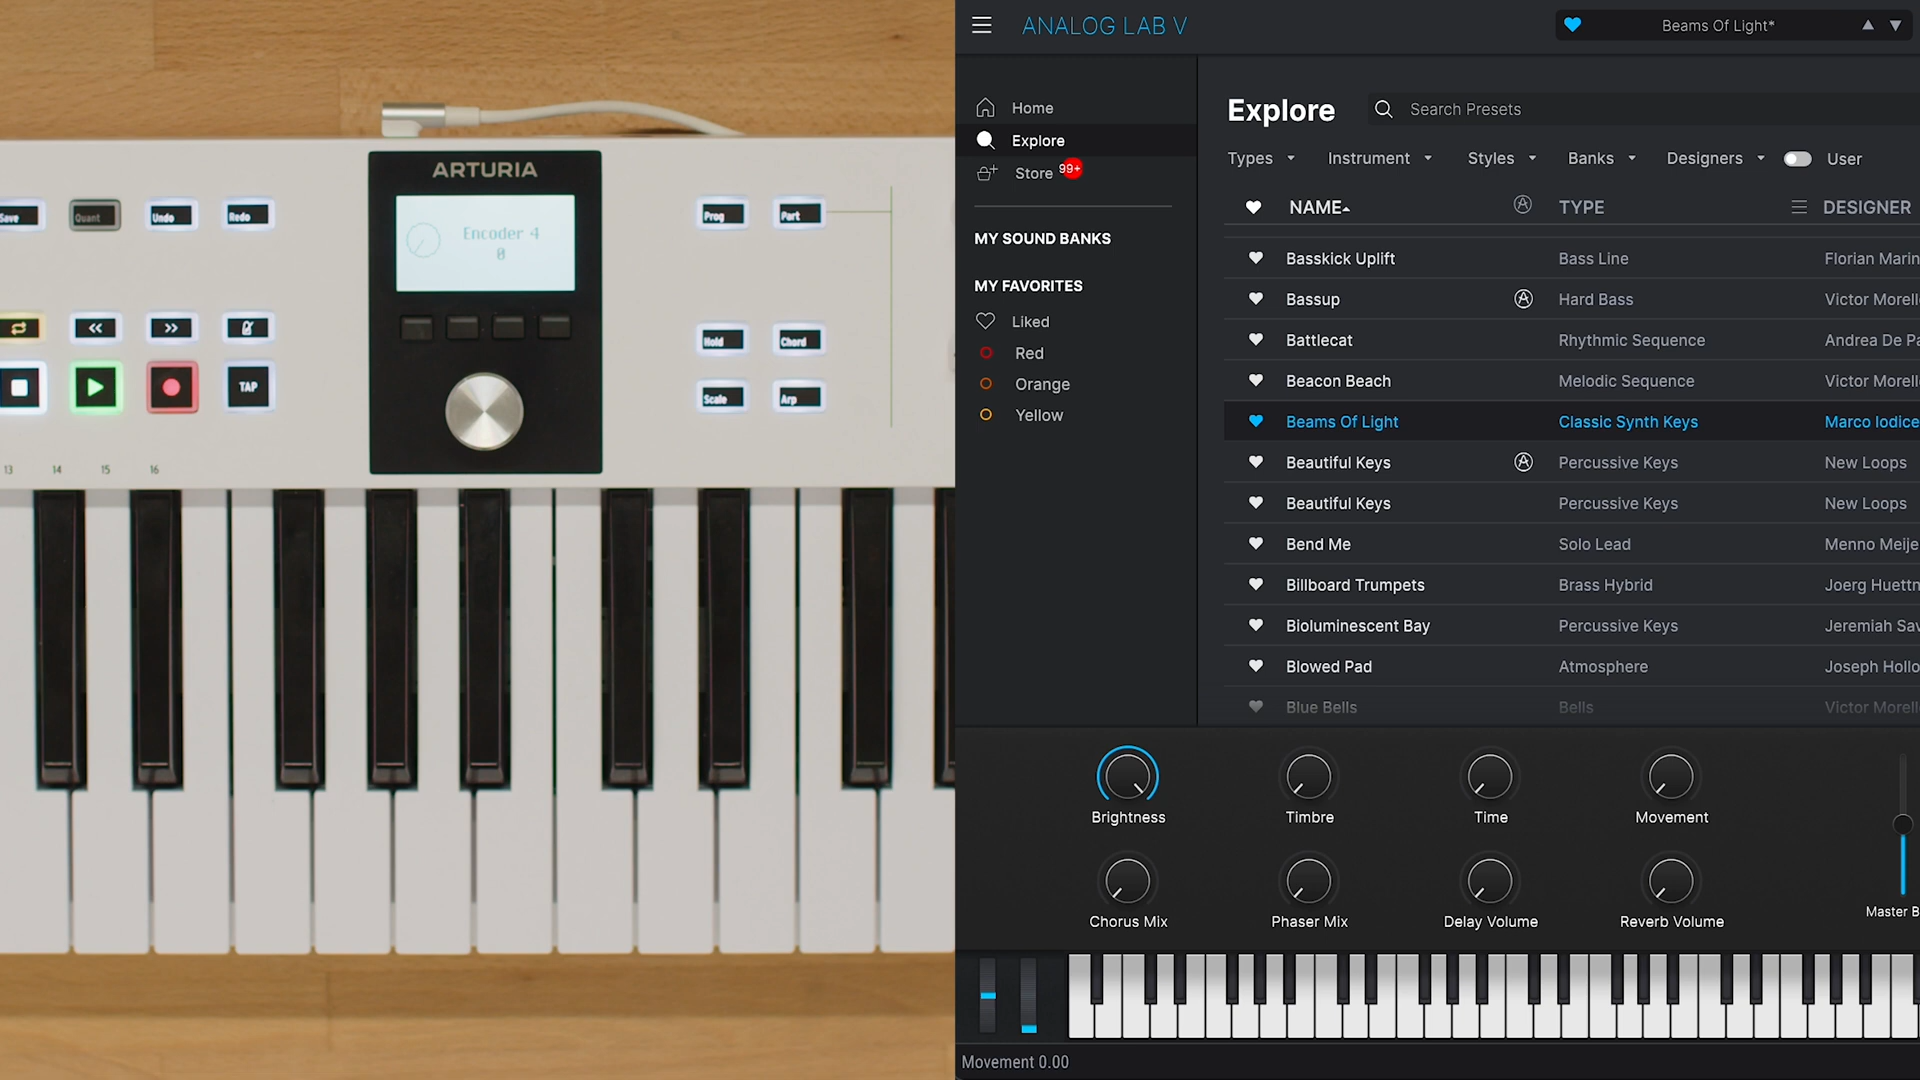 ARTURIA
Save
Quant
Undo
Redo
Encoder 4
0
Prog
Part
Hold
Chord
TAP
Scale
Arp
13
14
15
16
ANALOG LAB V
Beams Of Light*
Home
Explore
Store 99+
MY SOUND BANKS
MY FAVORITES
Liked
Red
Orange
Yellow
Explore
Search Presets
Types Instrument Styles Banks Designers User
NAME TYPE DESIGNER
Basskick Uplift Bass Line Florian Marin
Bassup Hard Bass Victor Morell
Battlecat Rhythmic Sequence Andrea De Pa
Beacon Beach Melodic Sequence Victor Morell
Beams Of Light Classic Synth Keys Marco Iodice
Beautiful Keys Percussive Keys New Loops
Beautiful Keys Percussive Keys New Loops
Bend Me Solo Lead Menno Meije
Billboard Trumpets Brass Hybrid Joerg Huettn
Bioluminescent Bay Percussive Keys Jeremiah Sav
Blowed Pad Atmosphere Joseph Hollo
Blue Bells Bells Victor Morell
Brightness Timbre Time Movement
Chorus Mix Phaser Mix Delay Volume Reverb Volume
Master B
Movement 0.00